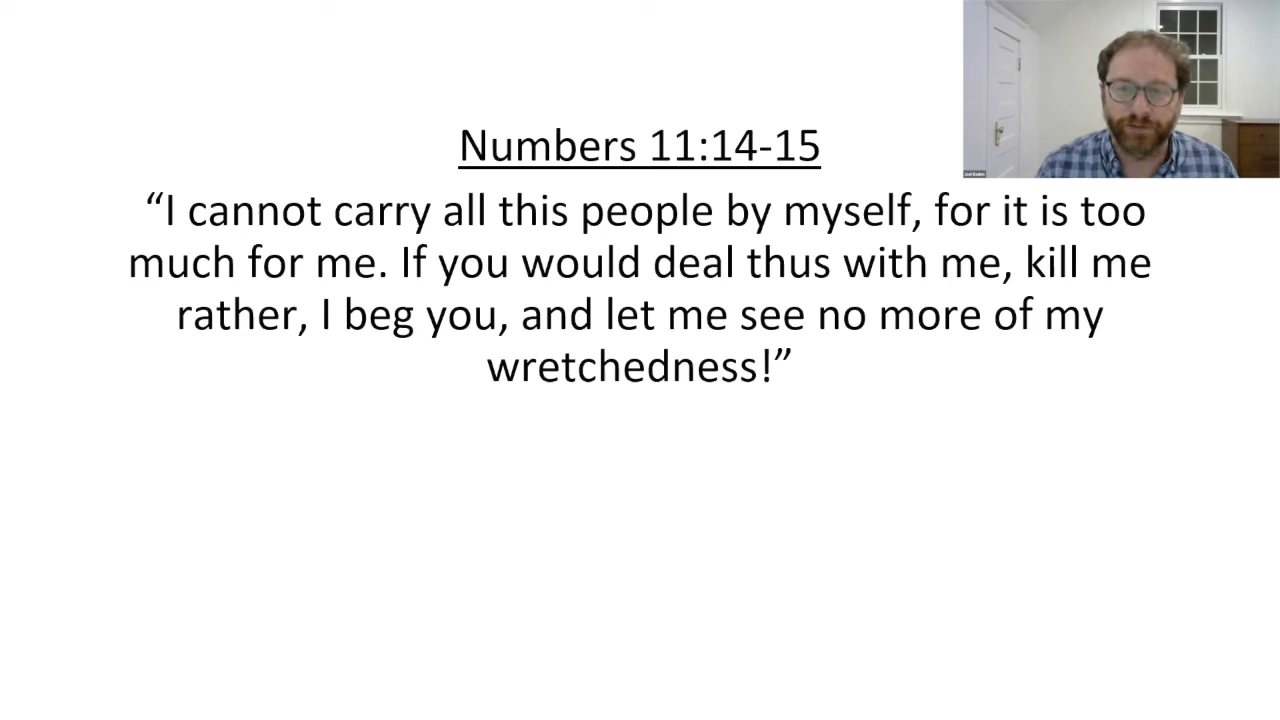 Numbers 11:14-15
“I cannot carry all this people by myself, for it is too
much for me. If you would deal thus with me, kill me
rather, I beg you, and let me see no more of my
wretchedness!”
Joel Baden